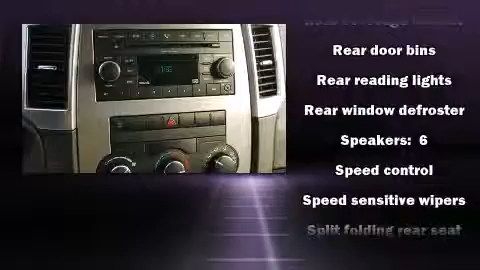 Rear door bins
Rear reading lights
Rear window defroster
Speakers: 6
Speed control
Speed sensitive wipers
Split folding rear seat